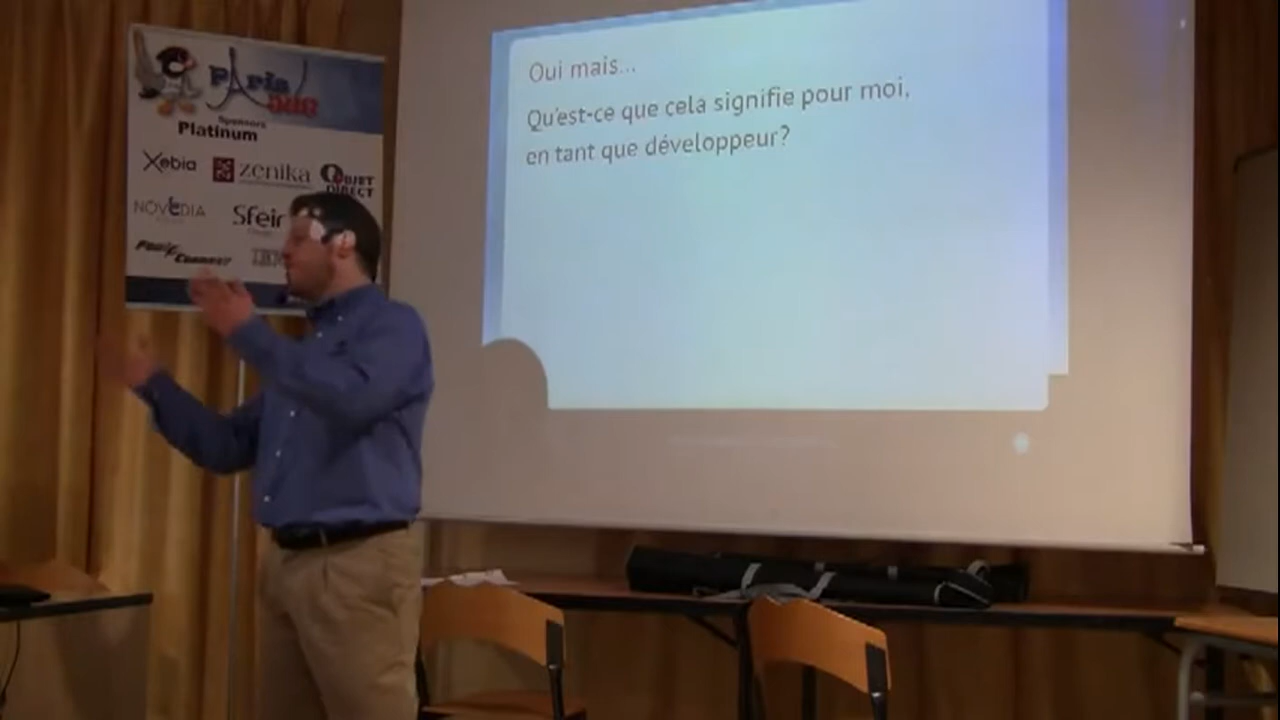 Oui mais...
Qu'est-ce que cela signifie pour moi,
en tant que développeur?
Paris
JUG
Sponsors
Platinum
Xebia zenika OBJET DIRECT
NOVEDIA Sfeir